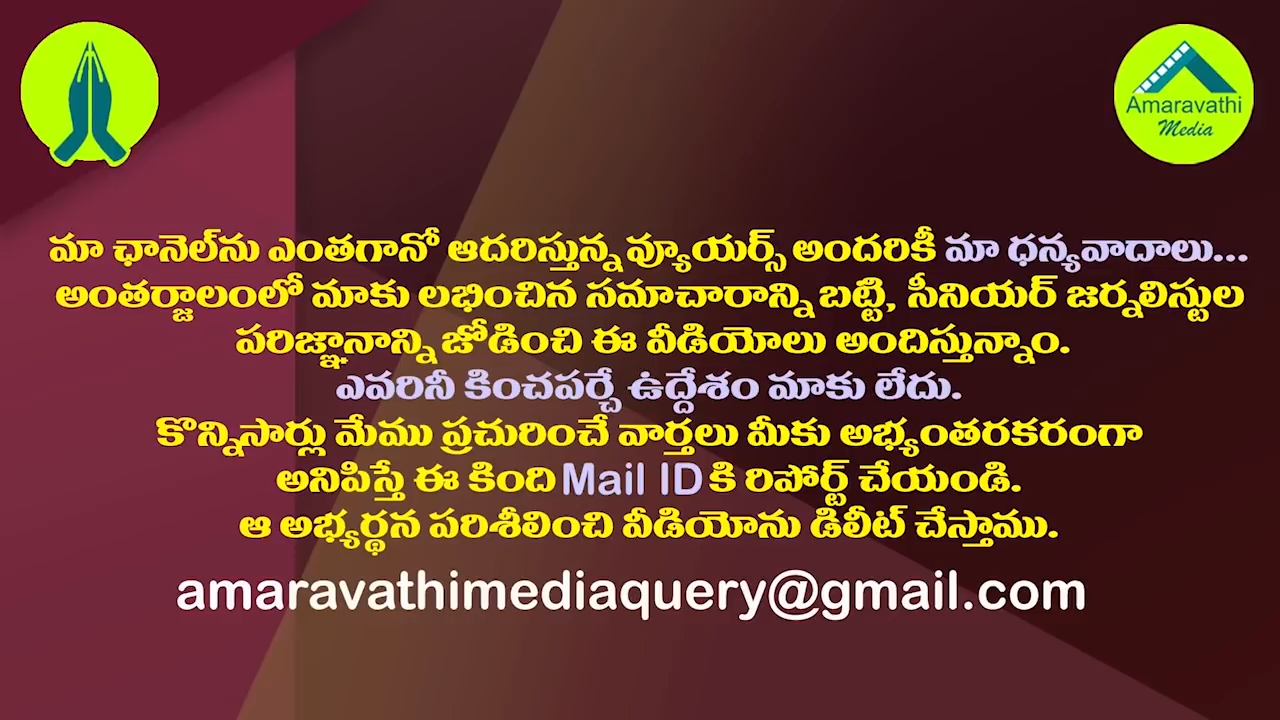 Amaravathi
Media
మా ఛానెల్‌ను ఎంతగానో ఆదరిస్తున్న వ్యూయర్స్ అందరికీ మా ధన్యవాదాలు...
అంతర్జాలంలో మాకు లభించిన సమాచారాన్ని బట్టి, సీనియర్ జర్నలిస్టుల
పరిజ్ఞానాన్ని జోడించి ఈ వీడియోలు అందిస్తున్నాం.
ఎవరినీ కించపర్చే ఉద్దేశం మాకు లేదు.
కొన్నిసార్లు మేము ప్రచురించే వార్తలు మీకు అభ్యంతరకరంగా
అనిపిస్తే ఈ కింది Mail ID కి రిపోర్ట్ చేయండి.
ఆ అభ్యర్థన పరిశీలించి వీడియోను డిలీట్ చేస్తాము.
amaravathimediaquery@gmail.com